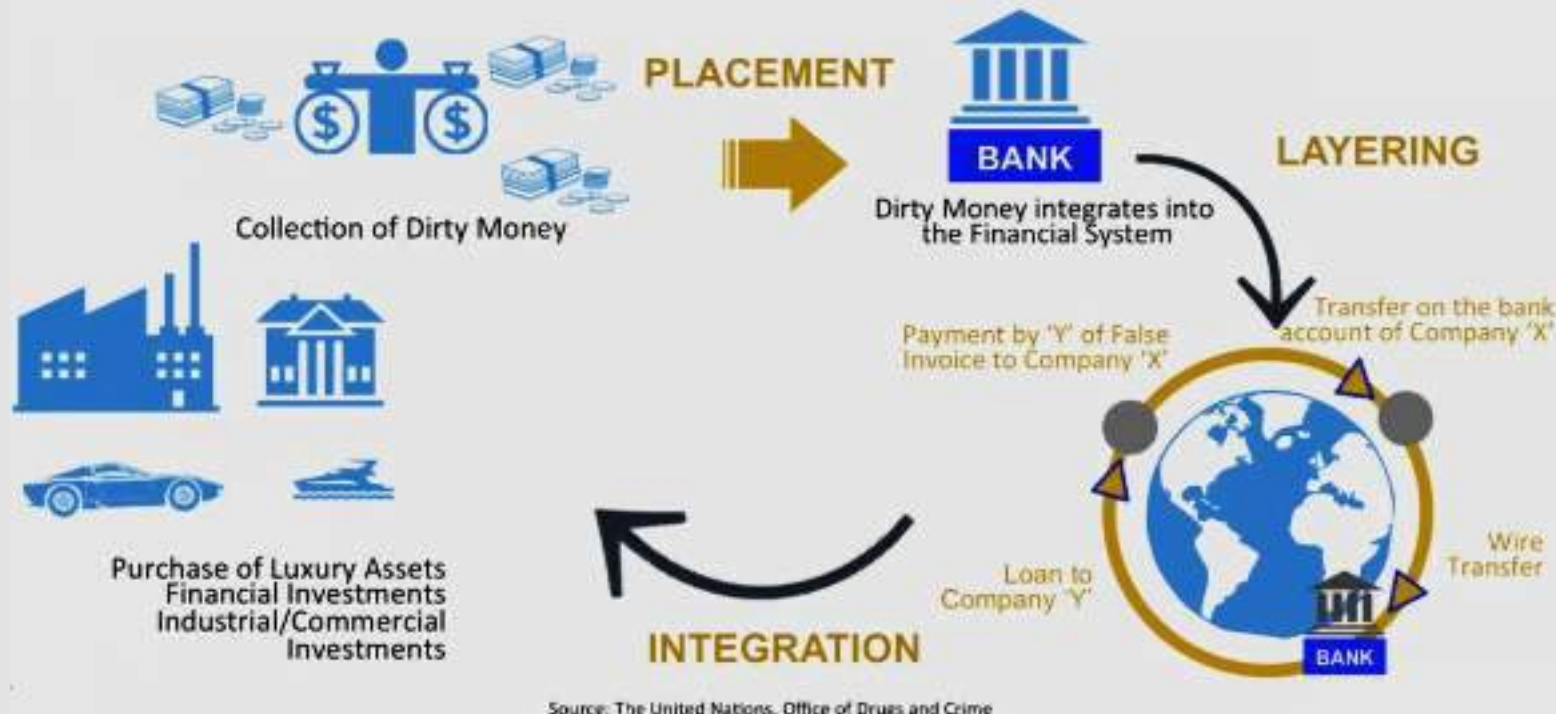 PLACEMENT
BANK
LAYERING
Collection of Dirty Money
Dirty Money integrates into
the Financial System
Transfer on the bank
account of Company 'X'
Payment by 'Y' of False
Invoice to Company 'X'
Wire
Transfer
Loan to
Company 'Y'
BANK
Purchase of Luxury Assets
Financial Investments
Industrial/Commercial
Investments
INTEGRATION
Source: The United Nations, Office of Drugs and Crime